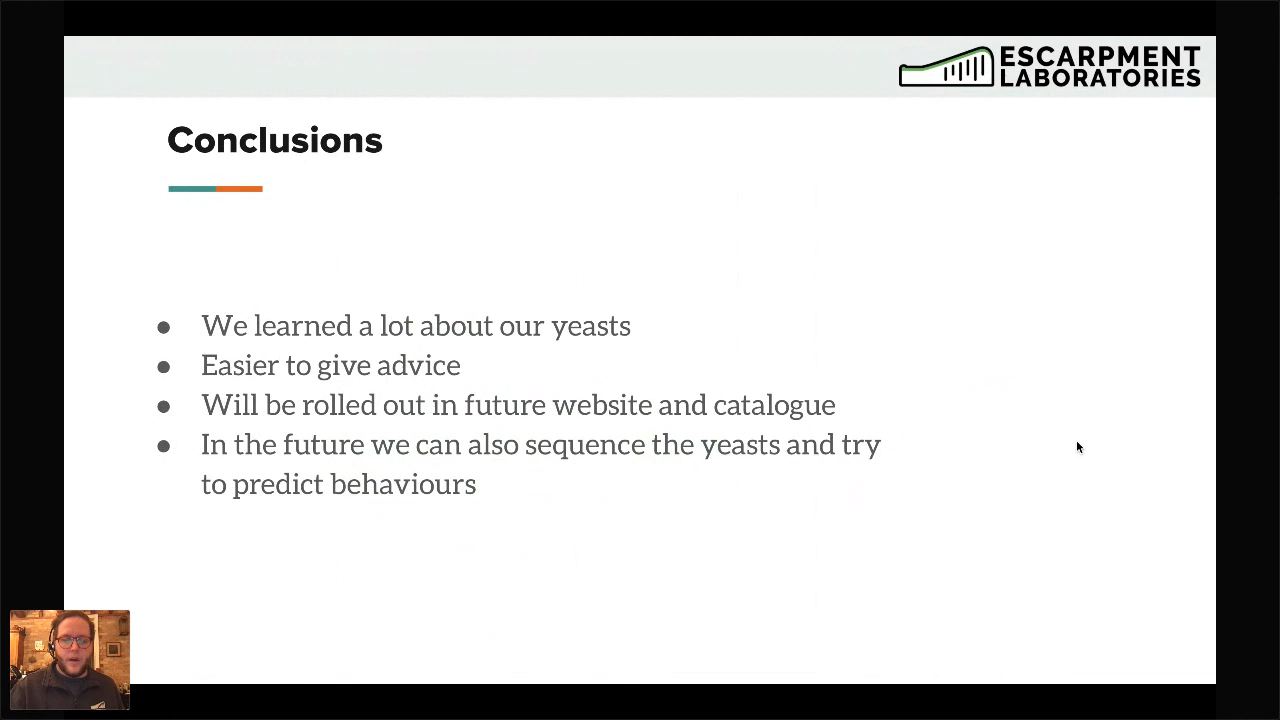 ESCARPMENT
LABORATORIES
Conclusions
● We learned a lot about our yeasts
● Easier to give advice
● Will be rolled out in future website and catalogue
● In the future we can also sequence the yeasts and try
to predict behaviours